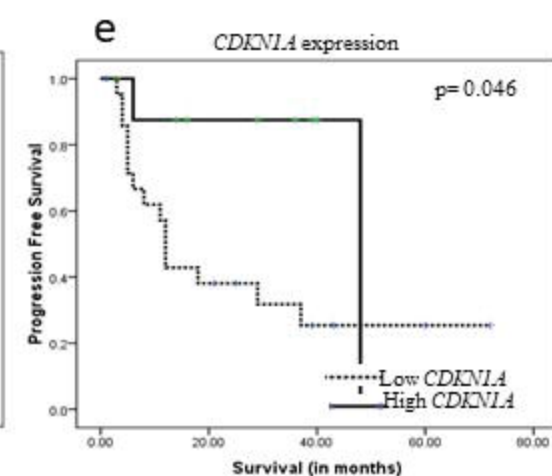 e
CDKN1A expression
p= 0.046
Progression Free Survival
1.0
0.8
0.6
0.4
0.2
0.0
Low CDKN1A
High CDKN1A
0.00 20.00 40.00 60.00 80.00
Survival (in months)